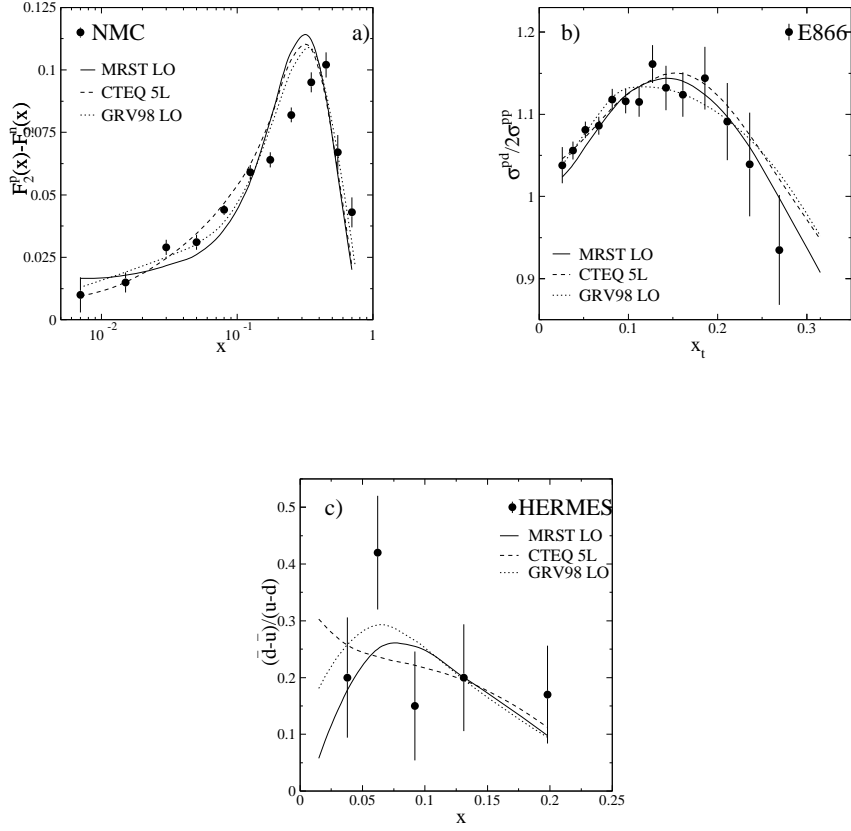 0.125
NMC
a)
0.1
MRST LO
CTEQ 5L
GRV98 LO
0.075
F₂ᵖ(x)-F₂ⁿ(x)
0.05
0.025
0
10⁻²
10⁻¹
1
x
1.2
b)
E866
1.1
σᵖᵈ/2σᵖᵖ
1
MRST LO
CTEQ 5L
GRV98 LO
0.9
0
0.1
0.2
0.3
xₜ
0.5
c)
HERMES
MRST LO
CTEQ 5L
GRV98 LO
0.4
0.3
(d̅-u̅)/(u-d)
0.2
0.1
0
0
0.05
0.1
0.15
0.2
0.25
x